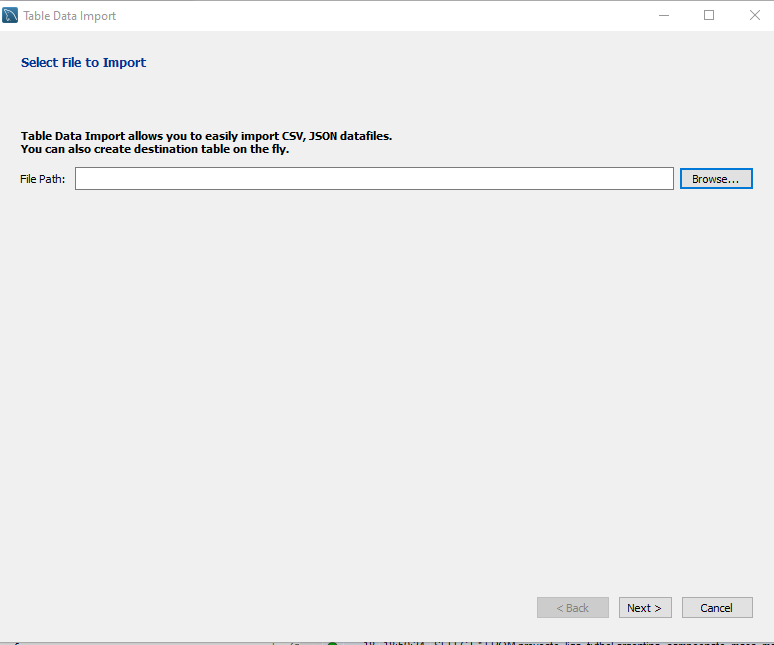 Table Data Import
Select File to Import
Table Data Import allows you to easily import CSV, JSON datafiles.
You can also create destination table on the fly.
File Path:
Browse...
< Back
Next >
Cancel